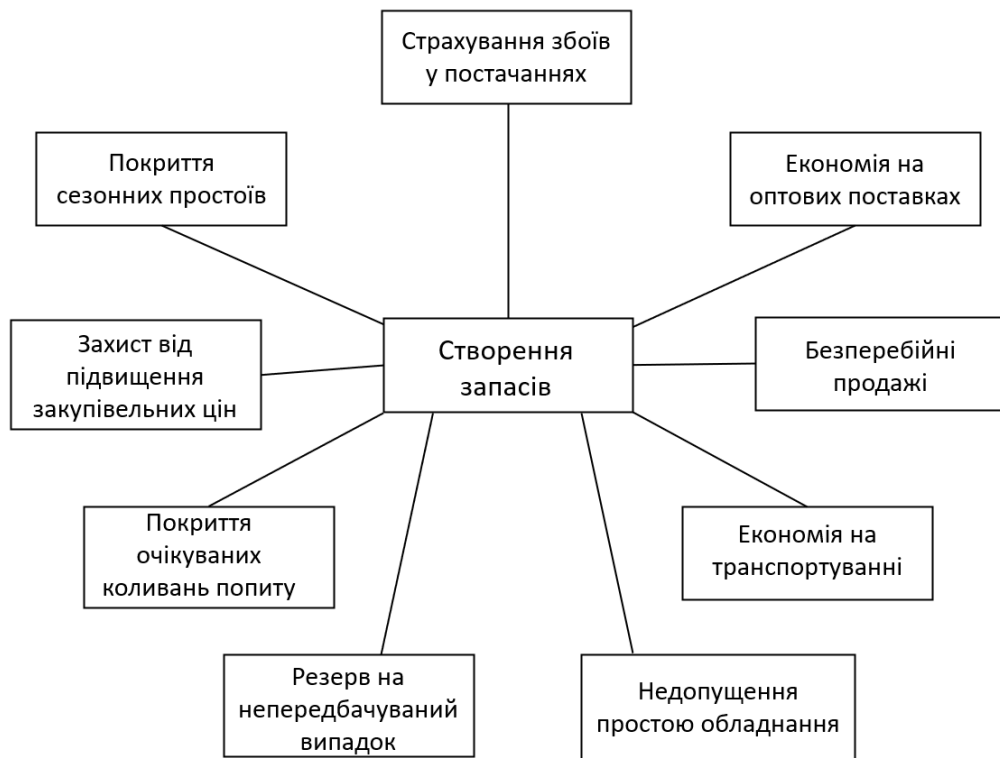 Страхування збоїв
у постачаннях
Покриття
сезонних простоїв
Економія на
оптових поставках
Захист від
підвищення
закупівельних цін
Створення
запасів
Безперебійні
продажі
Покриття
очікуваних
коливань попиту
Економія на
транспортуванні
Резерв на
непередбачуваний
випадок
Недопущення
простою обладнання